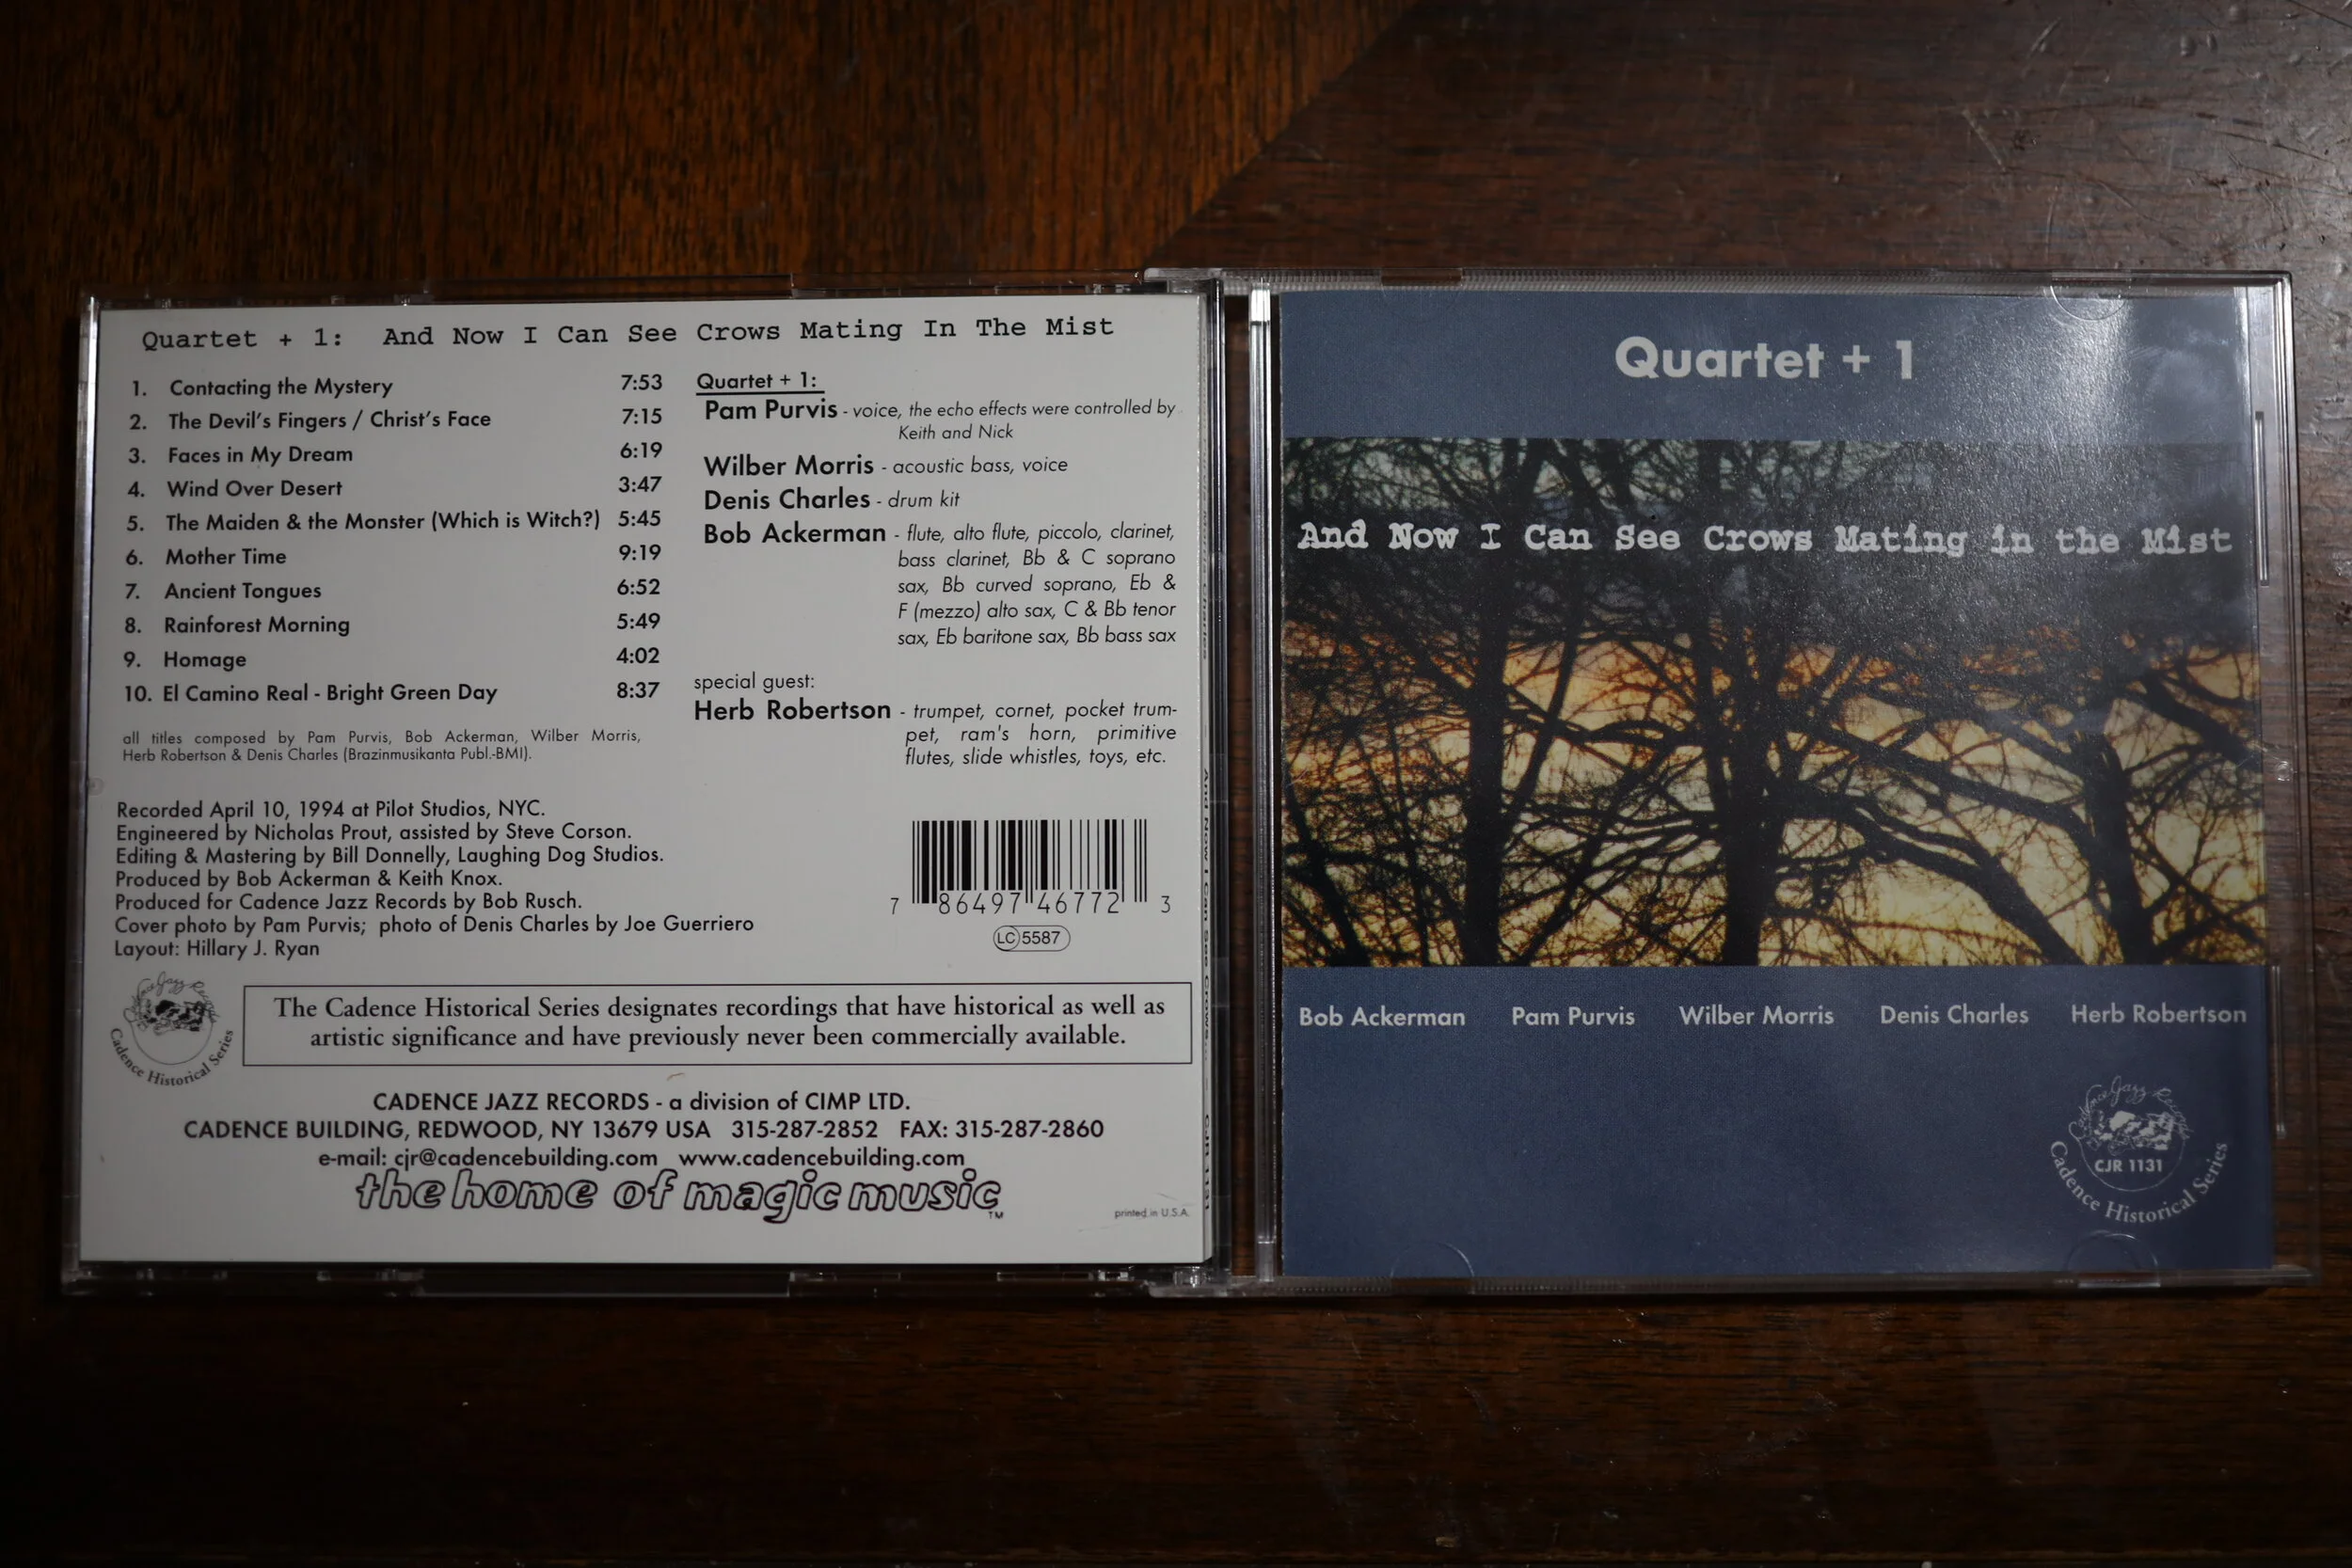 Quartet + 1: And Now I Can See Crows Mating In The Mist
1. Contacting the Mystery 7:53
2. The Devil's Fingers / Christ's Face 7:15
3. Faces in My Dream 6:19
4. Wind Over Desert 3:47
5. The Maiden & the Monster (Which is Witch?) 5:45
6. Mother Time 9:19
7. Ancient Tongues 6:52
8. Rainforest Morning 5:49
9. Homage 4:02
10. El Camino Real - Bright Green Day 8:37
all titles composed by Pam Purvis, Bob Ackerman, Wilber Morris,
Herb Robertson & Denis Charles (Brazinmusikanta Publ.-BMI).
Quartet + 1:
Pam Purvis - voice, the echo effects were controlled by
Keith and Nick
Wilber Morris - acoustic bass, voice
Denis Charles - drum kit
Bob Ackerman - flute, alto flute, piccolo, clarinet,
bass clarinet, Bb & C soprano
sax, Bb curved soprano, Eb &
F (mezzo) alto sax, C & Bb tenor
sax, Eb baritone sax, Bb bass sax
special guest:
Herb Robertson - trumpet, cornet, pocket trum-
pet, ram's horn, primitive
flutes, slide whistles, toys, etc.
Recorded April 10, 1994 at Pilot Studios, NYC.
Engineered by Nicholas Prout, assisted by Steve Corson.
Editing & Mastering by Bill Donnelly, Laughing Dog Studios.
Produced by Bob Ackerman & Keith Knox.
Produced for Cadence Jazz Records by Bob Rusch.
Cover photo by Pam Purvis; photo of Denis Charles by Joe Guerriero
Layout: Hillary J. Ryan
7 86497 46772 3
LC 5587
Cadence Jazz Records
Cadence Historical Series
The Cadence Historical Series designates recordings that have historical as well as
artistic significance and have previously never been commercially available.
CADENCE JAZZ RECORDS - a division of CIMP LTD.
CADENCE BUILDING, REDWOOD, NY 13679 USA 315-287-2852 FAX: 315-287-2860
e-mail: cjr@cadencebuilding.com www.cadencebuilding.com
the home of magic music TM
printed in U.S.A.
And Now I Can See Crows... CJR 1131
Quartet + 1
And Now I Can See Crows Mating in the Mist
Bob Ackerman Pam Purvis Wilber Morris Denis Charles Herb Robertson
Cadence Jazz Records
CJR 1131
Cadence Historical Series